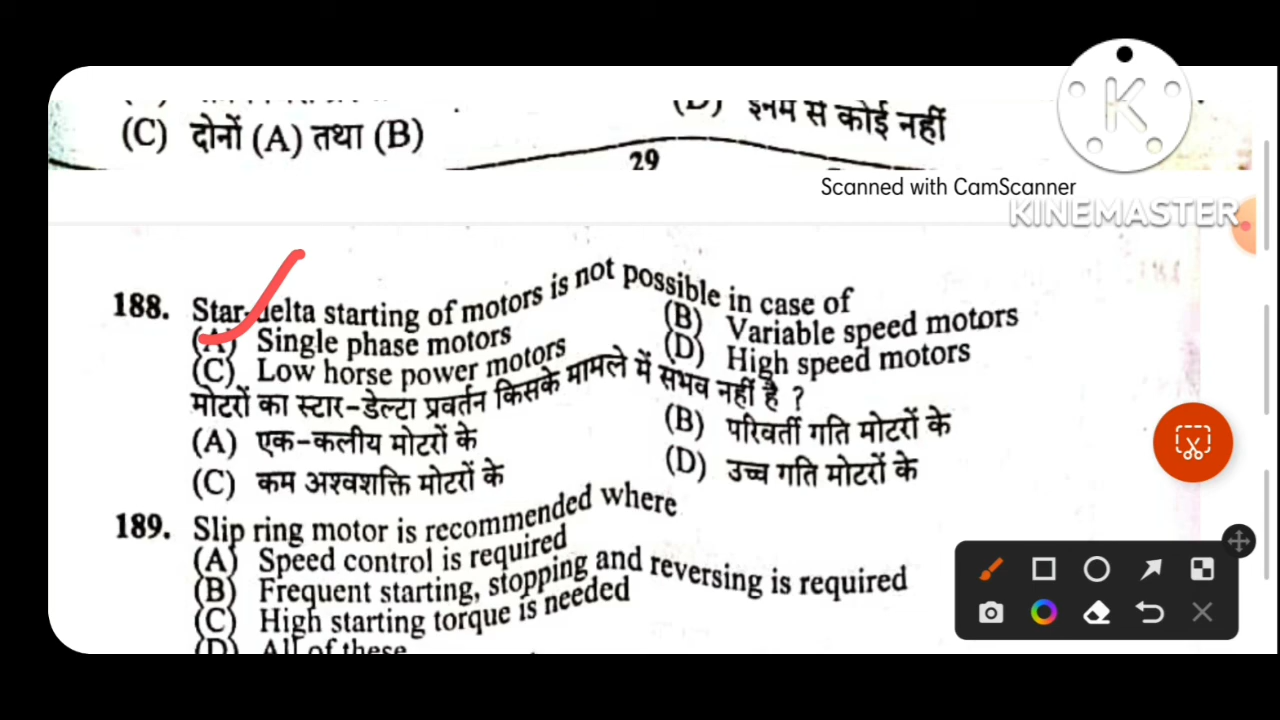 (D) इनमें से कोई नहीं
(C) दोनों (A) तथा (B)
29
Scanned with CamScanner
KINEMASTER
188. Star-delta starting of motors is not possible in case of
(A) Single phase motors
(B) Variable speed motors
(C) Low horse power motors
(D) High speed motors
मोटरों का स्टार-डेल्टा प्रवर्तन किसके मामले में संभव नहीं है ?
(A) एक-कलीय मोटरों के
(B) परिवर्ती गति मोटरों के
(C) कम अश्वशक्ति मोटरों के
(D) उच्च गति मोटरों के
189. Slip ring motor is recommended where
(A) Speed control is required
(B) Frequent starting, stopping and reversing is required
(C) High starting torque is needed
(D) All of these